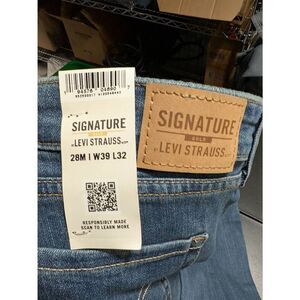 SIGNATURE
GOLD
BY LEVI STRAUSS &CO.
28M | W39 L32
RESPONSIBLY MADE
SCAN TO LEARN MORE
SIGNATURE
GOLD
BY LEVI STRAUSS &CO.